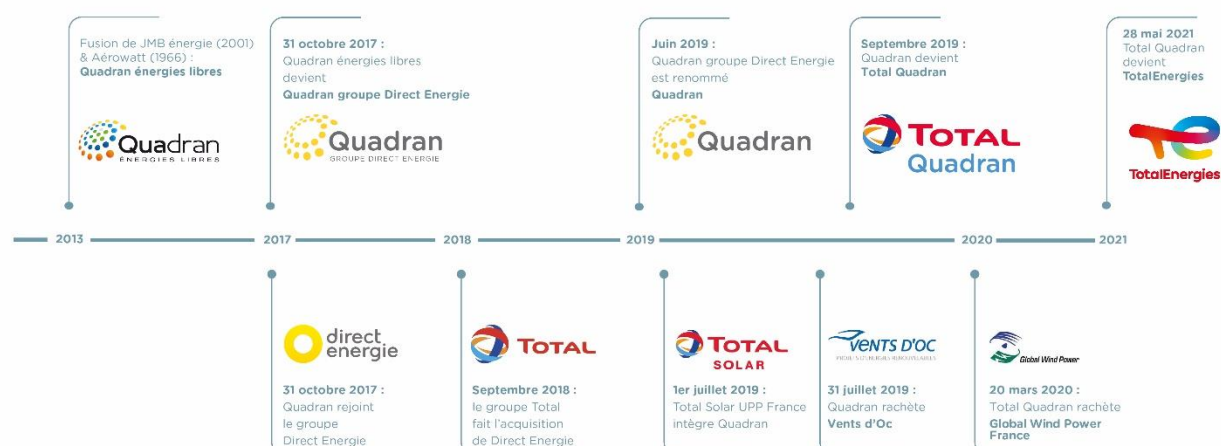 Fusion de JMB énergie (2001)
& Aérowatt (1966) :
Quadran énergies libres
Quadran
ÉNERGIES LIBRES
31 octobre 2017 :
Quadran énergies libres
devient
Quadran groupe Direct Energie
Quadran
GROUPE DIRECT ENERGIE
Juin 2019 :
Quadran groupe Direct Energie
est renommé
Quadran
Quadran
Septembre 2019 :
Quadran devient
Total Quadran
TOTAL
Quadran
28 mai 2021
Total Quadran
devient
TotalEnergies
TotalEnergies
2013
2017
2018
2019
2020
2021
direct
energie
31 octobre 2017 :
Quadran rejoint
le groupe
Direct Energie
TOTAL
Septembre 2018 :
le groupe Total
fait l'acquisition
de Direct Energie
TOTAL
SOLAR
1er juillet 2019 :
Total Solar UPP France
intègre Quadran
VENTS D'OC
31 juillet 2019 :
Quadran rachète
Vents d'Oc
Global Wind Power
20 mars 2020 :
Total Quadran rachète
Global Wind Power
France